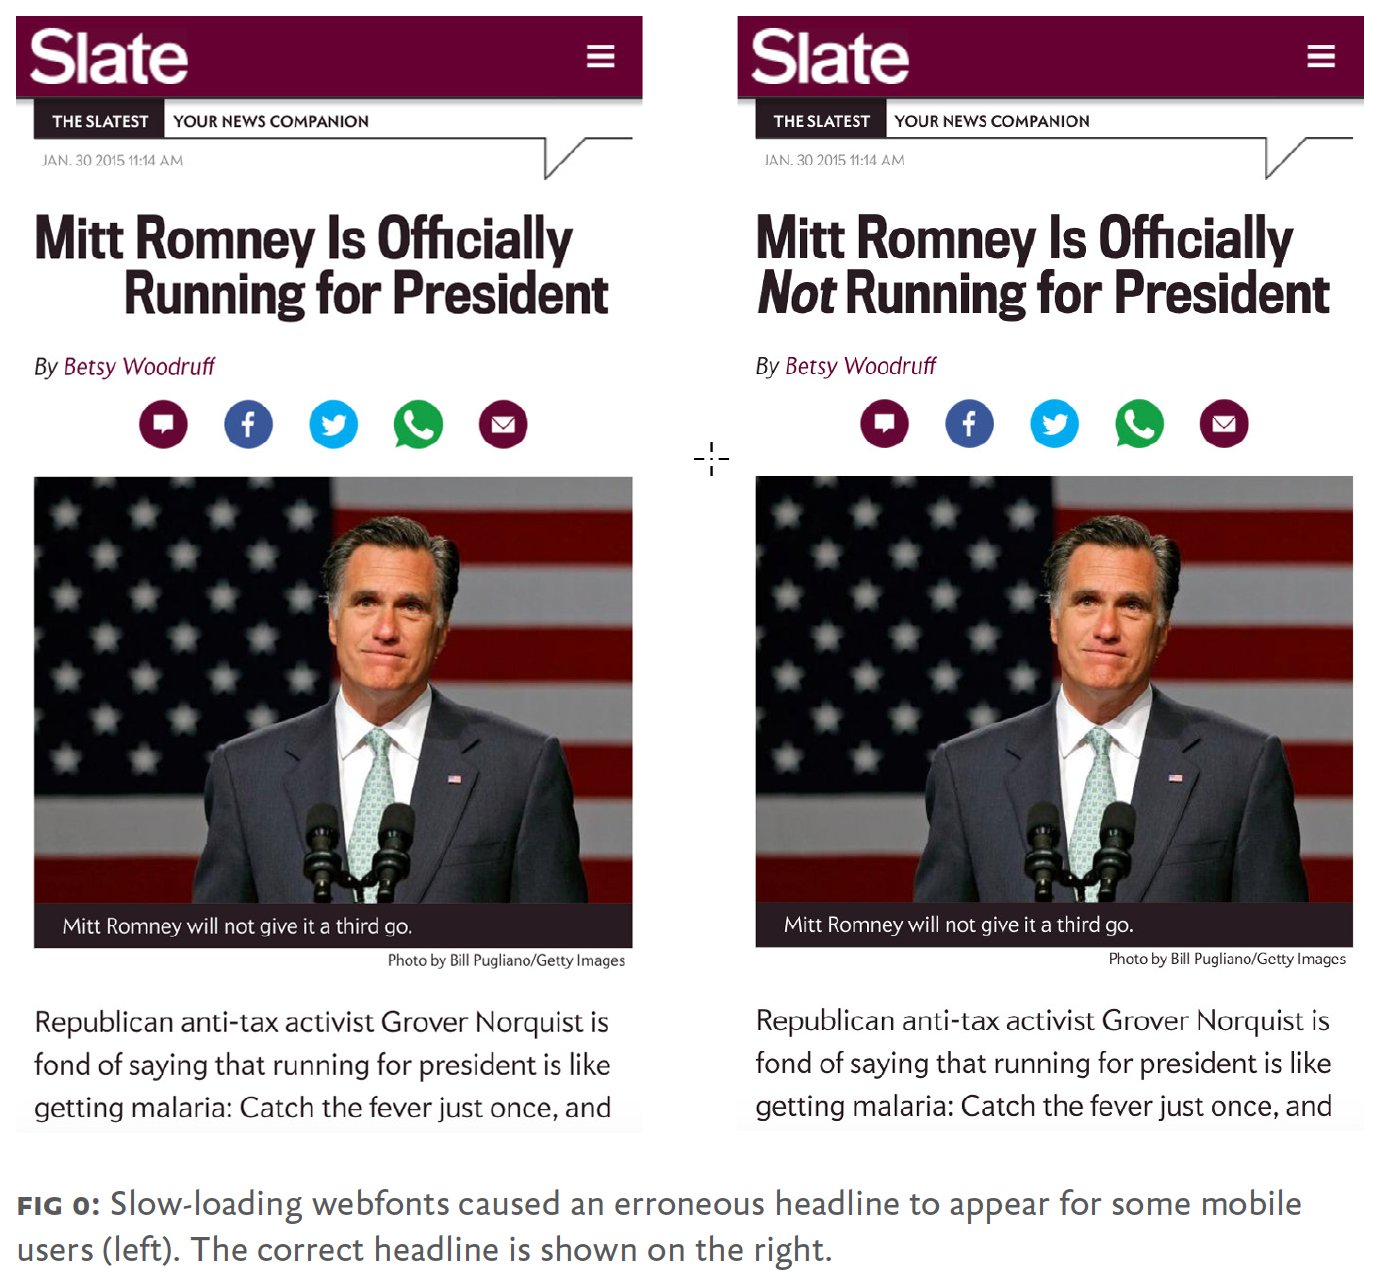 Slate
THE SLATEST YOUR NEWS COMPANION
JAN. 30 2015 11:14 AM
Mitt Romney Is Officially
Running for President
By Betsy Woodruff
Mitt Romney will not give it a third go.
Photo by Bill Pugliano/Getty Images
Republican anti-tax activist Grover Norquist is
fond of saying that running for president is like
getting malaria: Catch the fever just once, and
Slate
THE SLATEST YOUR NEWS COMPANION
JAN. 30 2015 11:14 AM
Mitt Romney Is Officially
Not Running for President
By Betsy Woodruff
Mitt Romney will not give it a third go.
Photo by Bill Pugliano/Getty Images
Republican anti-tax activist Grover Norquist is
fond of saying that running for president is like
getting malaria: Catch the fever just once, and
FIG 0: Slow-loading webfonts caused an erroneous headline to appear for some mobile
users (left). The correct headline is shown on the right.